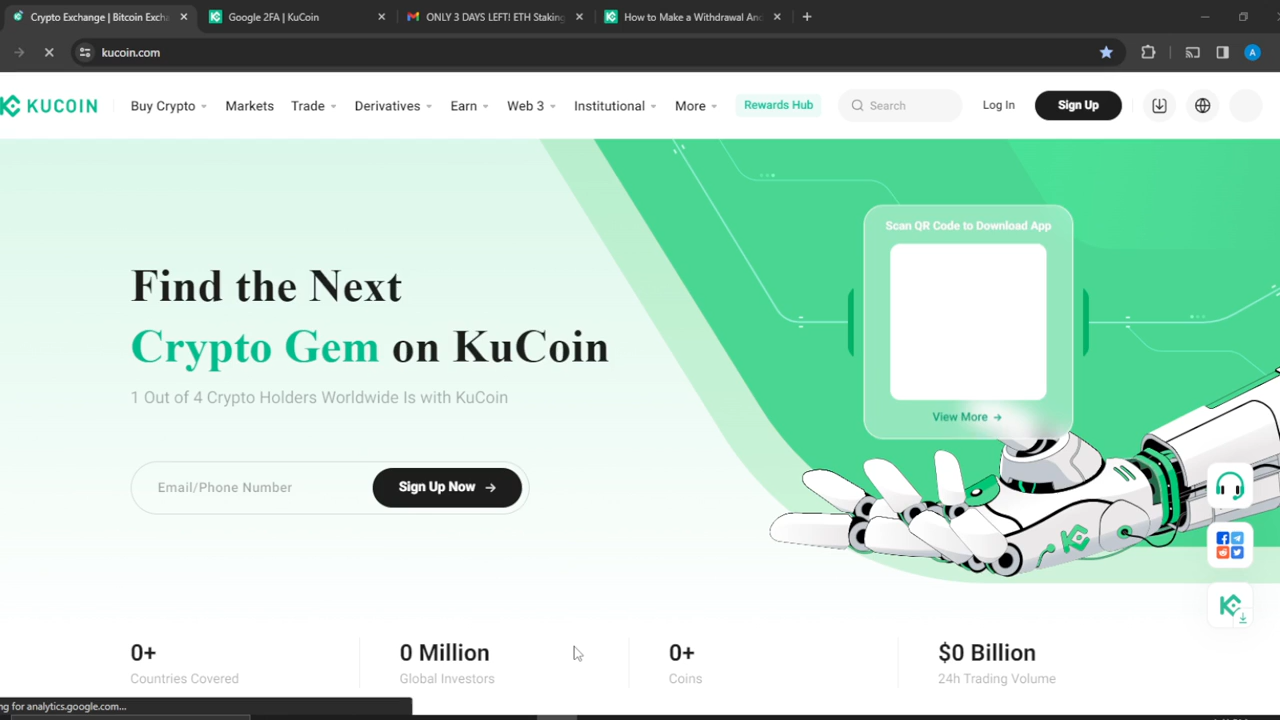 Crypto Exchange | Bitcoin Excha
Google 2FA | KuCoin
ONLY 3 DAYS LEFT! ETH Staking
How to Make a Withdrawal And
kucoin.com
A
KUCOIN
Buy Crypto
Markets
Trade
Derivatives
Earn
Web 3
Institutional
More
Rewards Hub
Search
Log In
Sign Up
Scan QR Code to Download App
View More →
Find the Next
Crypto Gem on KuCoin
1 Out of 4 Crypto Holders Worldwide Is with KuCoin
Email/Phone Number
Sign Up Now →
0+
Countries Covered
0 Million
Global Investors
0+
Coins
$0 Billion
24h Trading Volume
ng for analytics.google.com...